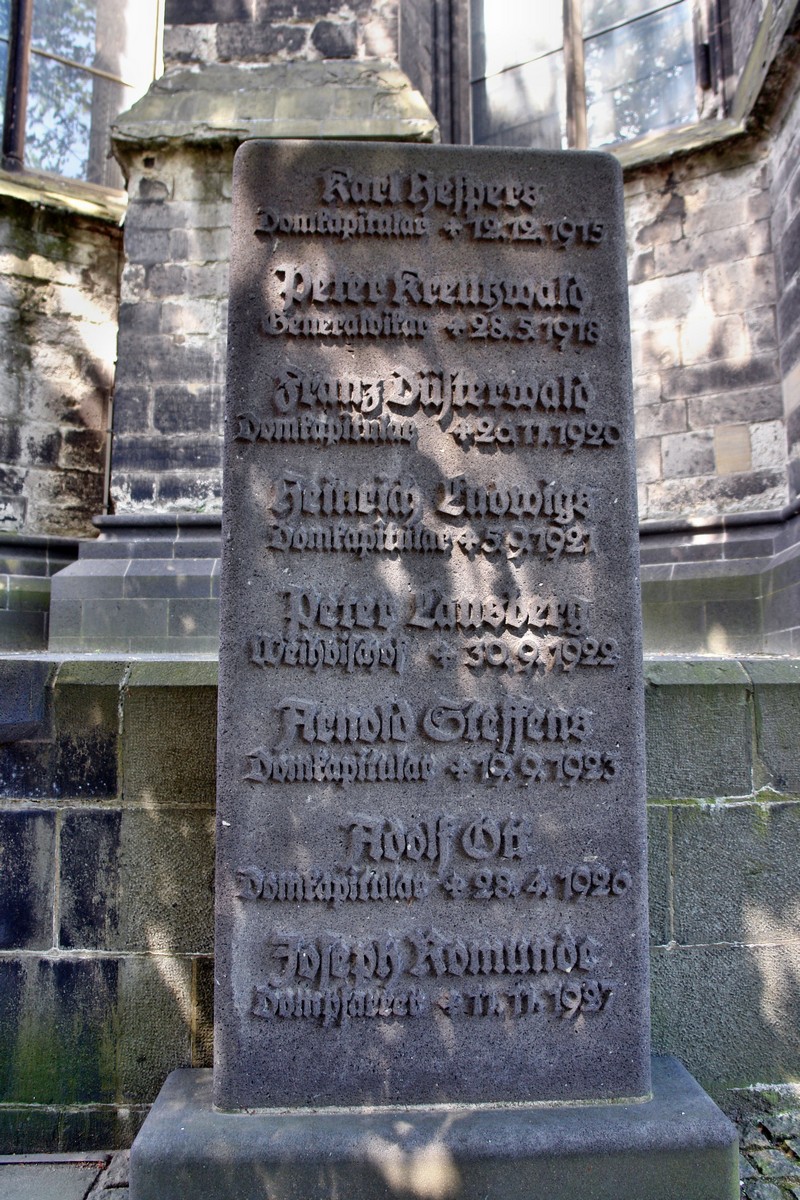 Karl Hespers
Domkapitular + 12.12.1915
Peter Kreutzwald
Generalvikar + 28.5.1918
Franz Düsterwald
Domkapitular + 20.11.1920
Heinrich Ludwigs
Domkapitular + 5.9.1921
Peter Lausberg
Weihbischof + 30.9.1922
Arnold Steffens
Domkapitular + 19.9.1923
Adolf Ott
Domkapitular + 28.4.1926
Joseph Romunde
Dompfarrer + 11.11.1927